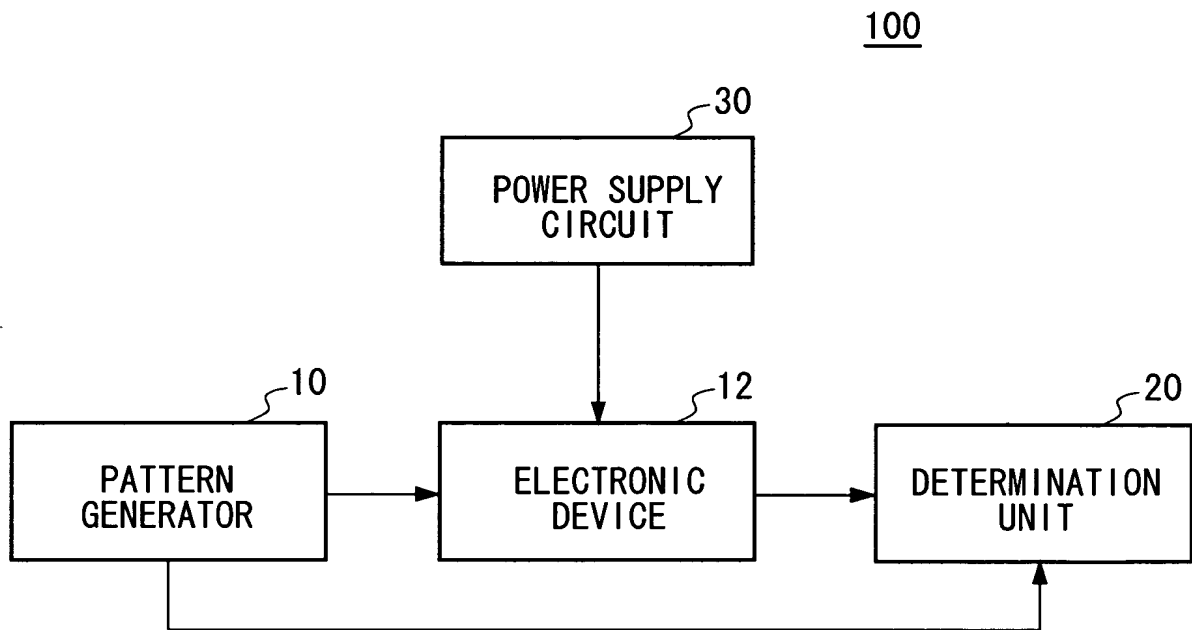 100
30
POWER SUPPLY
CIRCUIT
10
12
20
PATTERN
GENERATOR
ELECTRONIC
DEVICE
DETERMINATION
UNIT